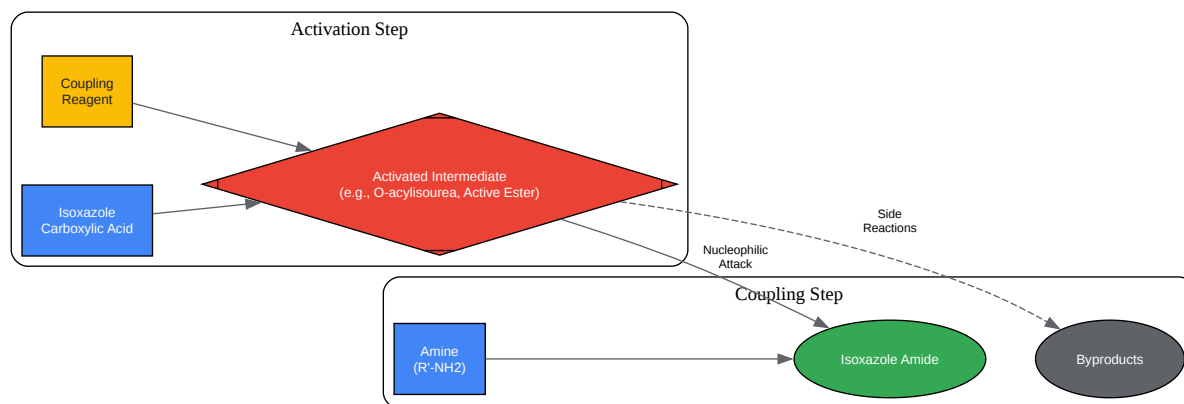 Activation Step
Coupling
Reagent
Activated Intermediate
(e.g., O-acylisourea, Active Ester)
Isoxazole
Carboxylic Acid
Side
Reactions
Nucleophilic
Attack
Coupling Step
Amine
(R'-NH2)
Isoxazole Amide
Byproducts